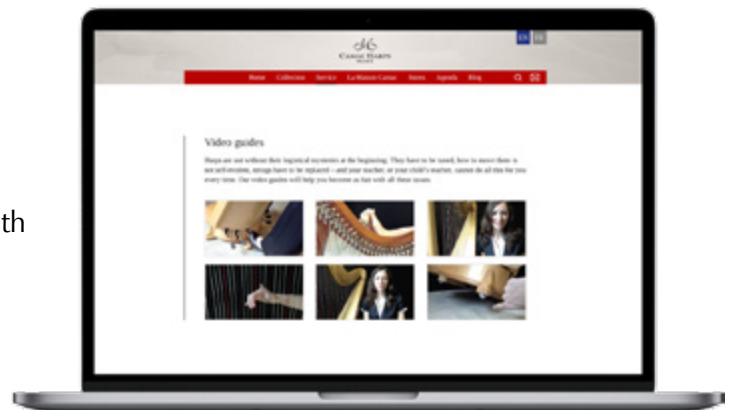 EN FR
CAMAC HARPS
Home Collection Service La Maison Camac Stores Agenda Blog
Video guides
Harps are not without their logistical mysteries at the beginning. They have to be tuned, how to move them is
not self-evident, strings have to be replaced – and your teacher, or your child's teacher, cannot do all this for you
every time. Our video guides will help you become au fait with all these issues.
th